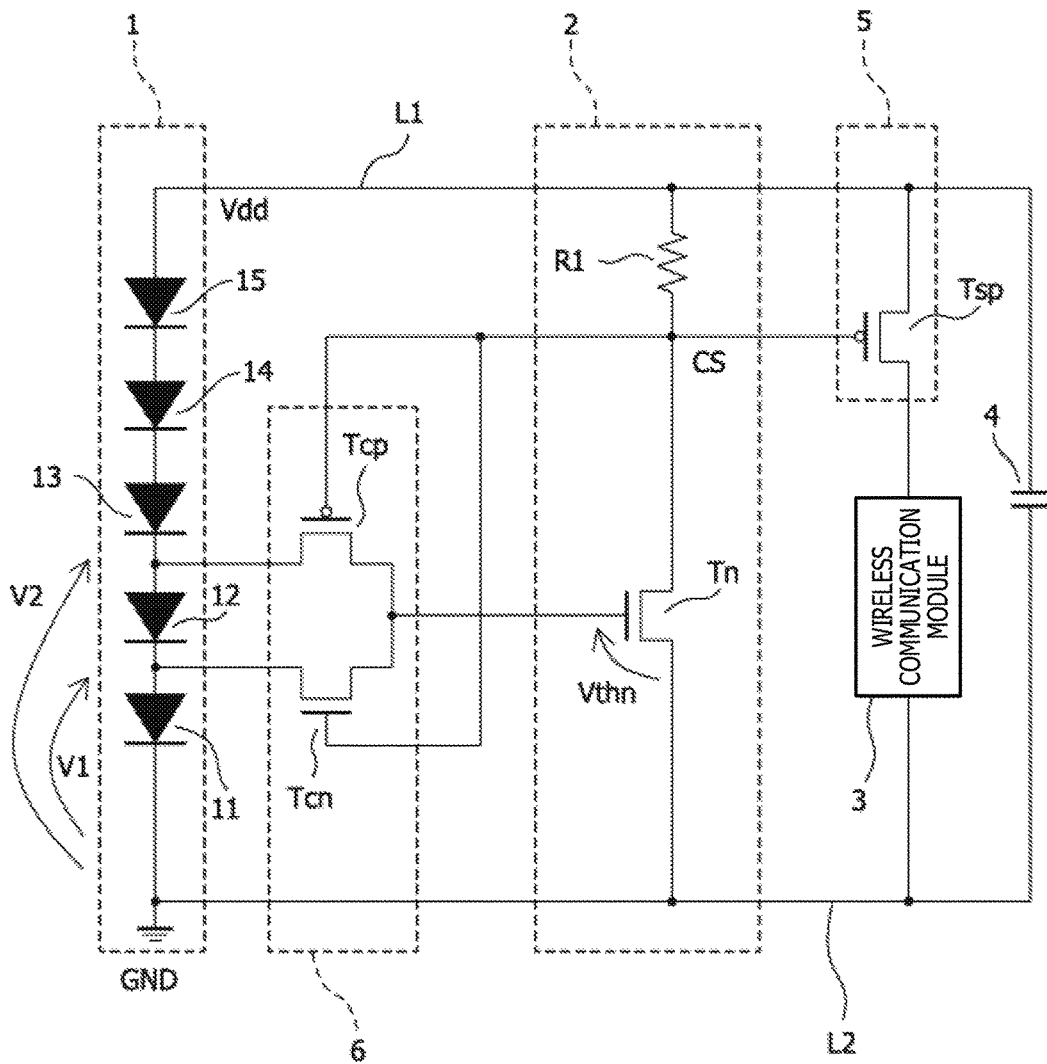 1
2
5
L1
Vdd
R1
15
Tsp
CS
14
4
Tcp
13
V2
12
Tn
WIRELESS
COMMUNICATION
MODULE
Vthn
V1
11
Tcn
3
GND
6
L2